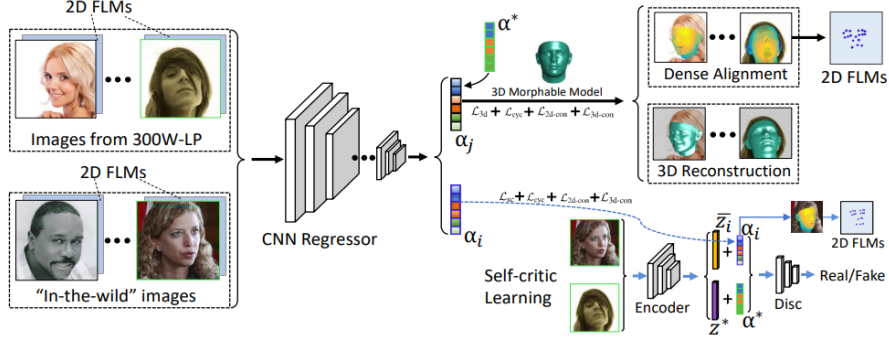 2D FLMs
Images from 300W-LP
2D FLMs
"In-the-wild" images
CNN Regressor
α*
3D Morphable Model
ℒ3d + ℒcyc + ℒ2d-con + ℒ3d-con
αj
Dense Alignment
2D FLMs
3D Reconstruction
αi
ℒsc + ℒcyc + ℒ2d-con + ℒ3d-con
Self-critic
Learning
Encoder
z̅i
+
αi
2D FLMs
z*
+
α*
Disc
Real/Fake